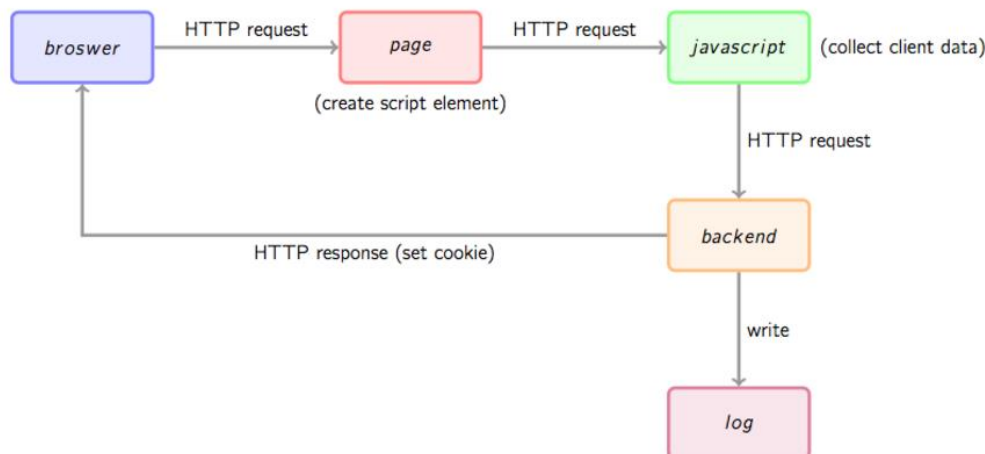 HTTP request
HTTP request
broswer
page
javascript
(collect client data)
(create script element)
HTTP request
backend
HTTP response (set cookie)
write
log